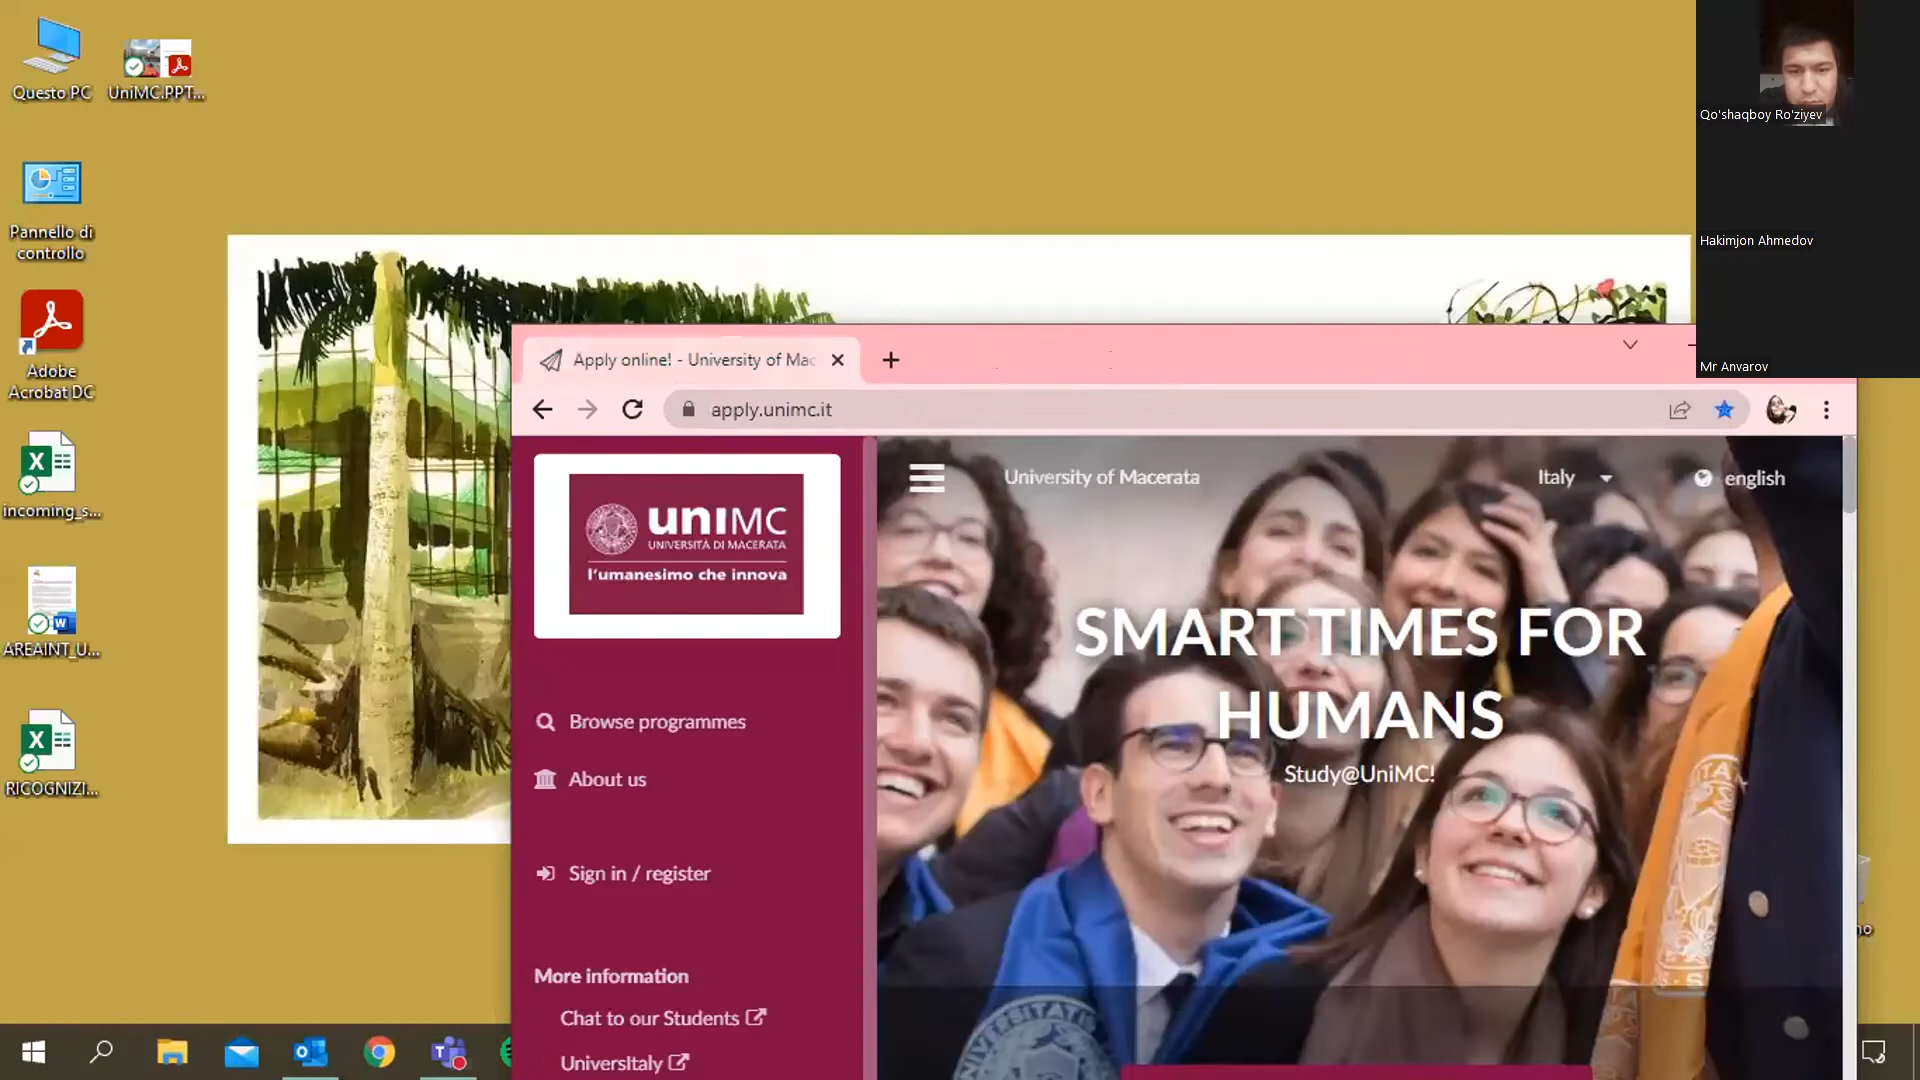 Questo PC
UniMC.PPT...
Pannello di
controllo
Adobe
Acrobat DC
incoming_s...
AREAINT_U...
RICOGNIZI...
Qo'shaqboy Ro'ziyev
Hakimjon Ahmedov
Mr Anvarov
Apply online! - University of Mac
apply.unimc.it
unIMC
UNIVERSITÀ DI MACERATA
l'umanesimo che innova
Browse programmes
About us
Sign in / register
More information
Chat to our Students
UniversItaly
University of Macerata
Italy
english
SMART TIMES FOR
HUMANS
Study@UniMC!